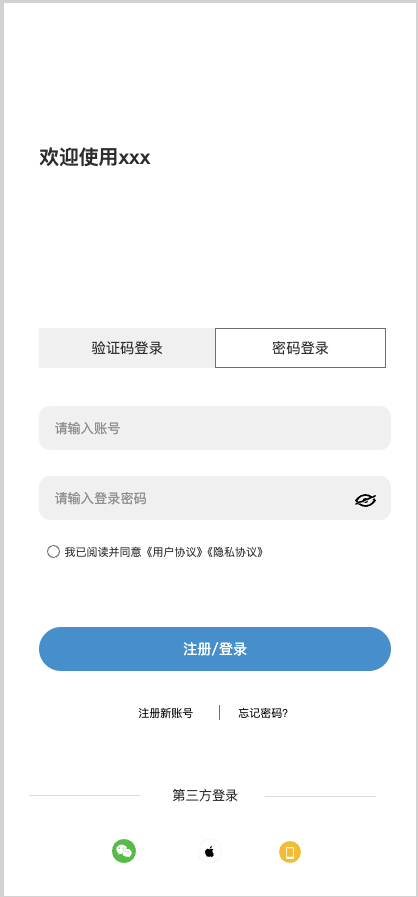 欢迎使用xxx
验证码登录 密码登录
请输入账号
请输入登录密码
我已阅读并同意《用户协议》《隐私协议》
注册/登录
注册新账号 忘记密码?
第三方登录